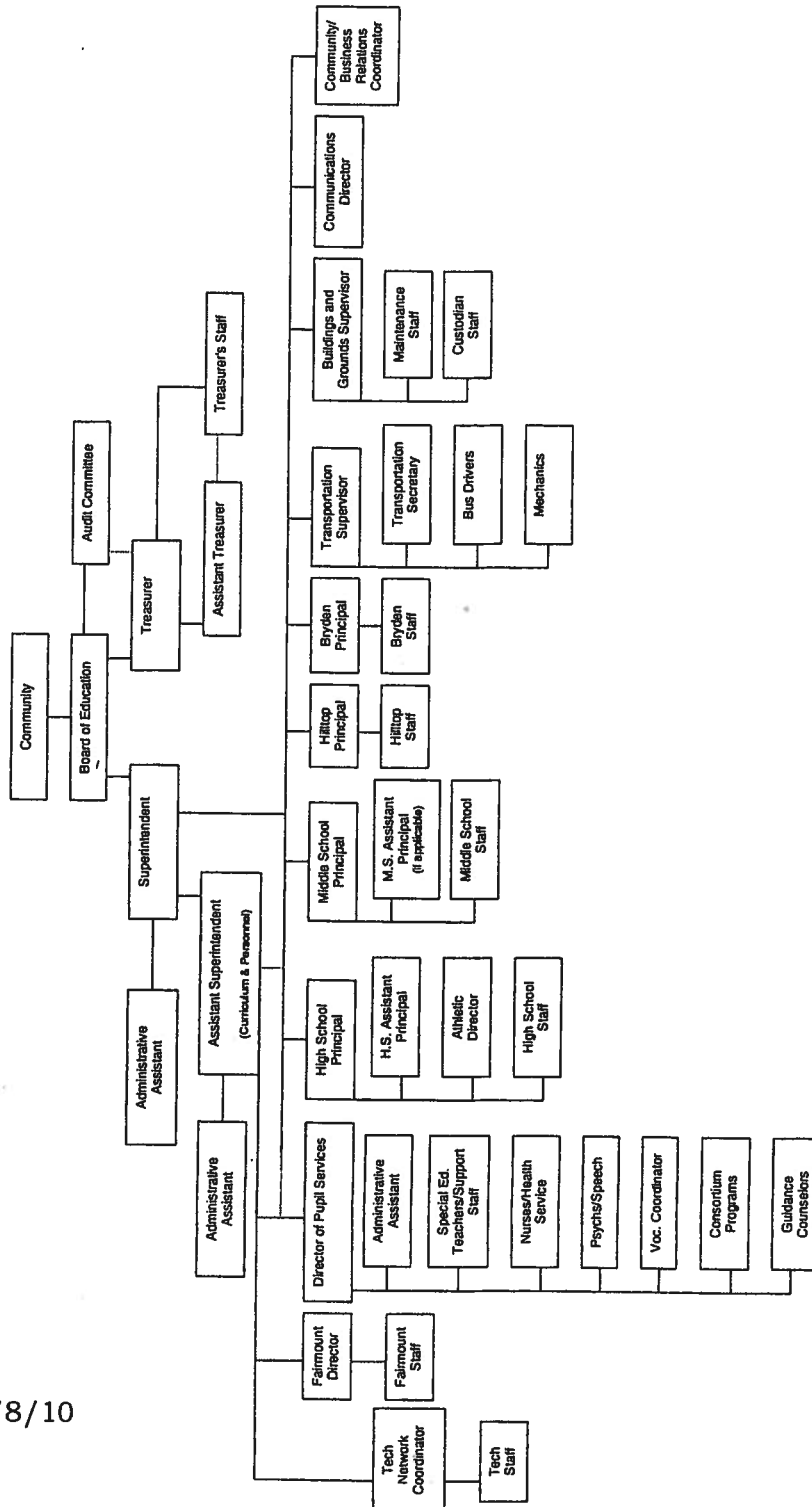 Community
Board of Education
Audit Committee
Superintendent
Treasurer
Administrative
Assistant
Assistant Superintendent
(Curriculum & Personnel)
Assistant Treasurer
Treasurer's Staff
Administrative
Assistant
Tech
Network
Coordinator
Tech
Staff
Fairmount
Director
Fairmount
Staff
Director of Pupil Services
Administrative
Assistant
Special Ed.
Teachers/Support
Staff
Nurses/Health
Service
Psychs/Speech
Voc. Coordinator
Consortium
Programs
Guidance
Counselors
High School
Principal
H.S. Assistant
Principal
Athletic
Director
High School
Staff
Middle School
Principal
M.S. Assistant
Principal
(if applicable)
Middle School
Staff
Hilltop
Principal
Hilltop
Staff
Bryden
Principal
Bryden
Staff
Transportation
Supervisor
Transportation
Secretary
Bus Drivers
Mechanics
Buildings and
Grounds Supervisor
Maintenance
Staff
Custodian
Staff
Communications
Director
Community/
Business
Relations
Coordinator
/8/10